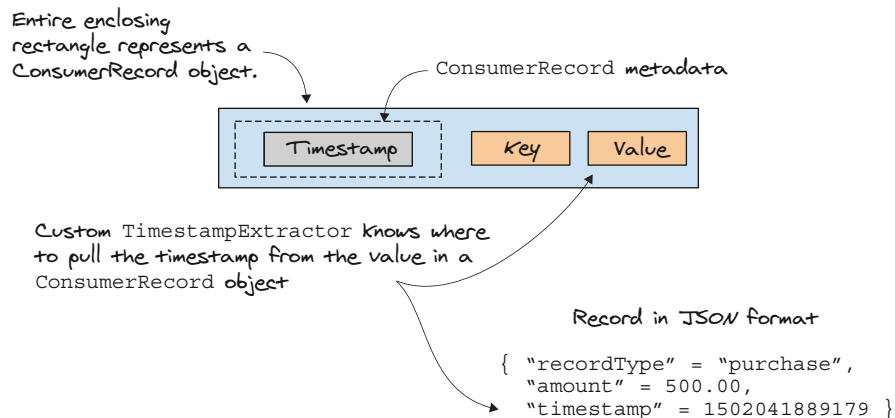 Entire enclosing
rectangle represents a
ConsumerRecord object.
ConsumerRecord metadata
Timestamp
Key
Value
Custom TimestampExtractor knows where
to pull the timestamp from the value in a
ConsumerRecord object
Record in JSON format
{ “recordType” = “purchase”,
“amount” = 500.00,
“timestamp” = 1502041889179 }